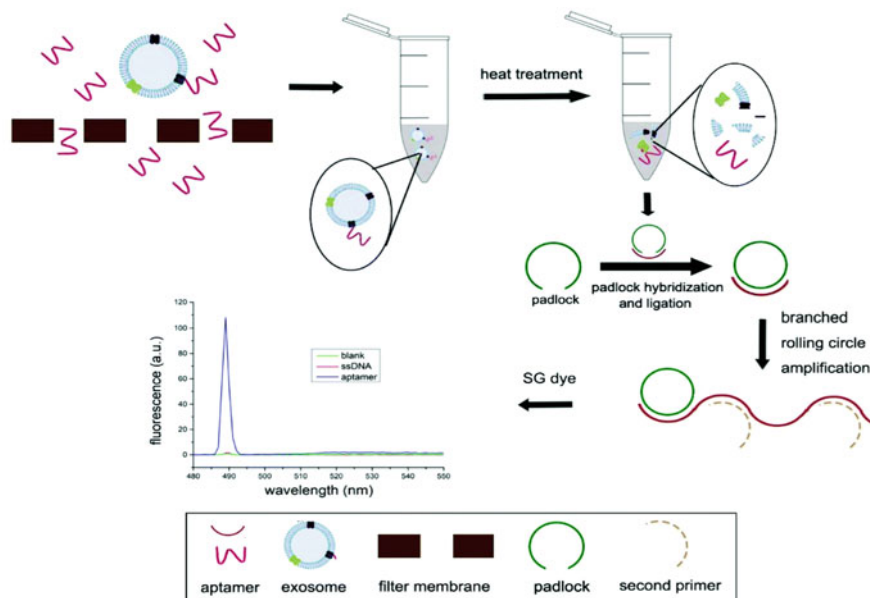 heat treatment
padlock
padlock hybridization
and ligation
branched
rolling circle
amplification
SG dye
120
100
80
60
40
20
0
fluorescence (a.u.)
blank
ssDNA
aptamer
480
490
500
510
520
530
540
550
wavelength (nm)
aptamer
exosome
filter membrane
padlock
second primer